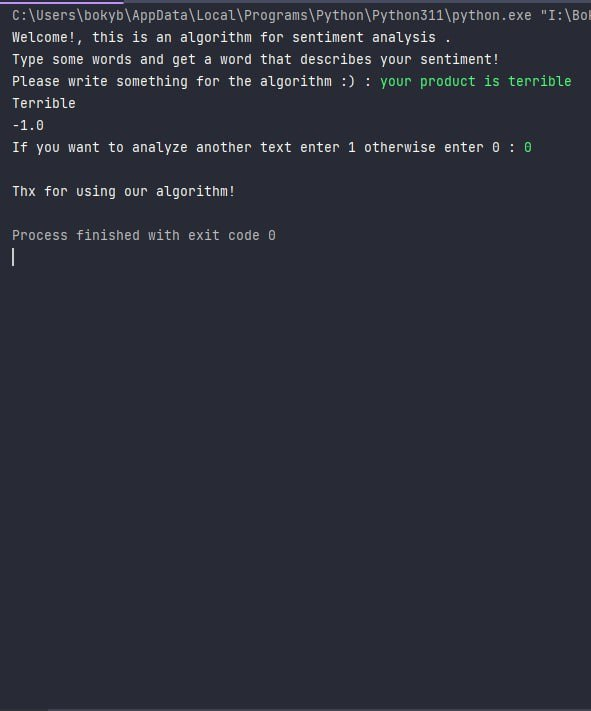 C:\Users\bokyb\AppData\Local\Programs\Python\Python311\python.exe "I:\Bo
Welcome!, this is an algorithm for sentiment analysis .
Type some words and get a word that describes your sentiment!
Please write something for the algorithm :) : your product is terrible
Terrible
-1.0
If you want to analyze another text enter 1 otherwise enter 0 : 0
Thx for using our algorithm!
Process finished with exit code 0